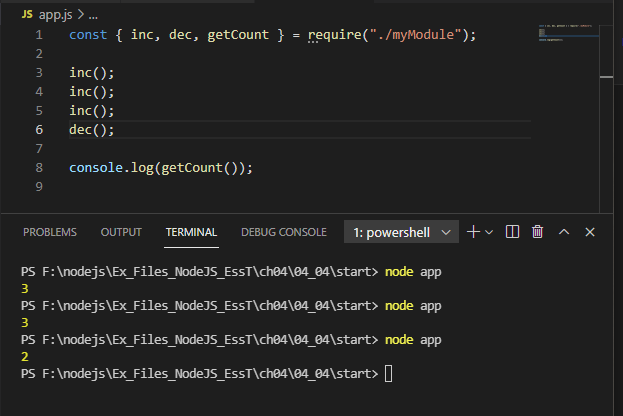 JS app.js > ...
1 const { inc, dec, getCount } = require("./myModule");
2
3 inc();
4 inc();
5 inc();
6 dec();
7
8 console.log(getCount());
9
PROBLEMS OUTPUT TERMINAL DEBUG CONSOLE 1: powershell
PS F:\nodejs\Ex_Files_NodeJS_EssT\ch04\04_04\start> node app
3
PS F:\nodejs\Ex_Files_NodeJS_EssT\ch04\04_04\start> node app
3
PS F:\nodejs\Ex_Files_NodeJS_EssT\ch04\04_04\start> node app
2
PS F:\nodejs\Ex_Files_NodeJS_EssT\ch04\04_04\start>